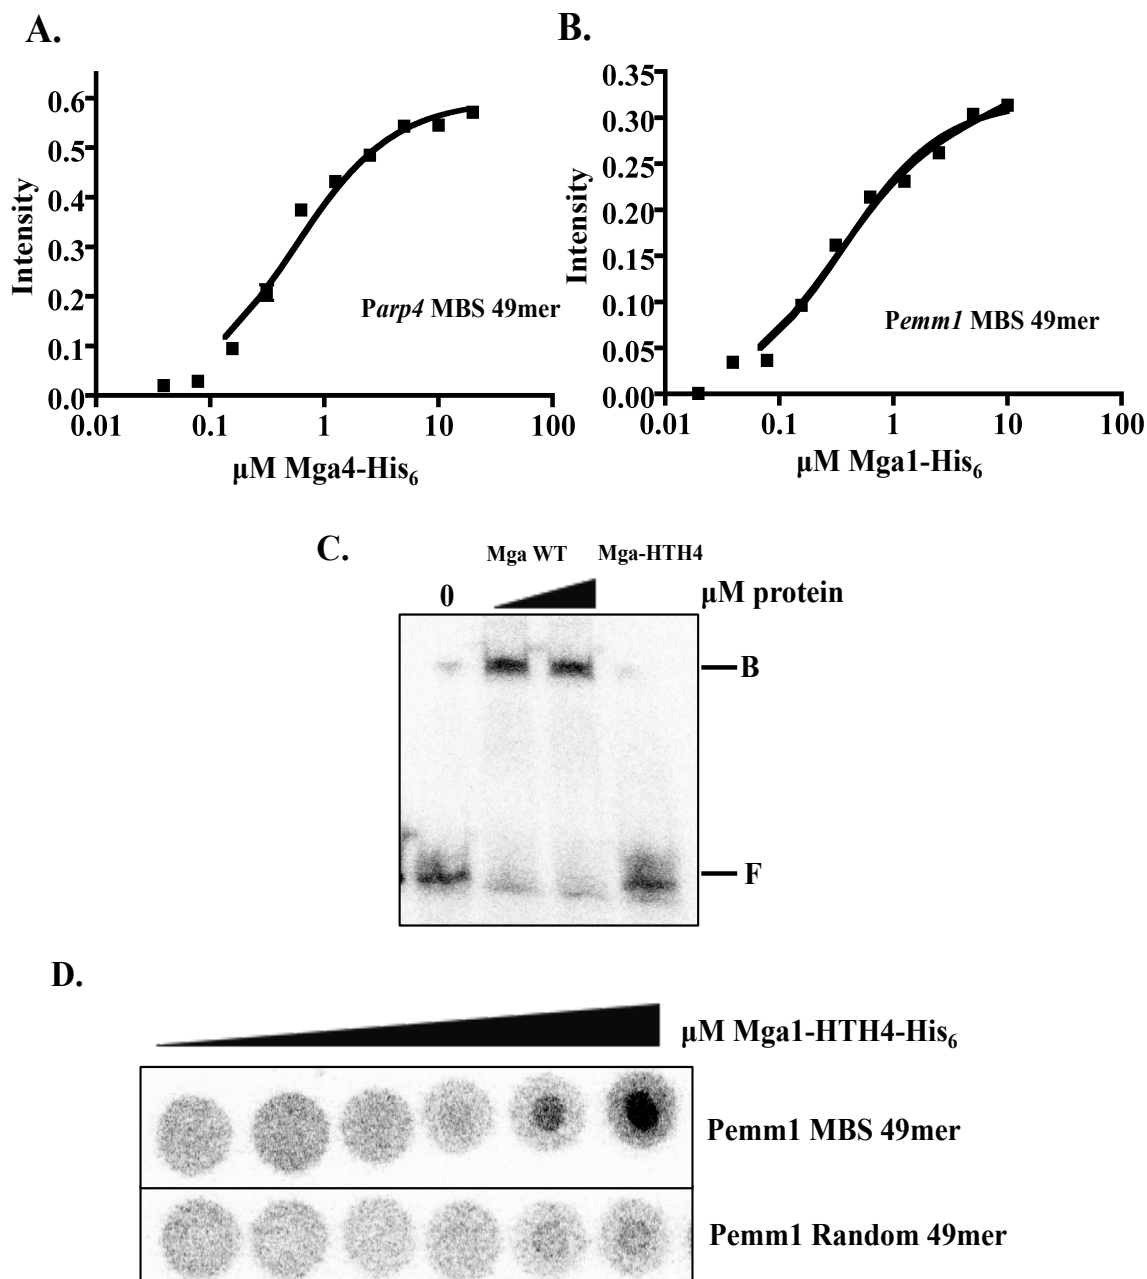 A.
0.6
0.5
0.4
0.3
0.2
0.1
0.0
Intensity
Parp4 MBS 49mer
0.01 0.1 1 10 100
μM Mga4-His₆
B.
0.35
0.30
0.25
0.20
0.15
0.10
0.05
0.00
Intensity
Pemm1 MBS 49mer
0.01 0.1 1 10 100
μM Mga1-His₆
C.
Mga WT Mga-HTH4
0 μM protein
B
F
D.
μM Mga1-HTH4-His₆
Pemm1 MBS 49mer
Pemm1 Random 49mer